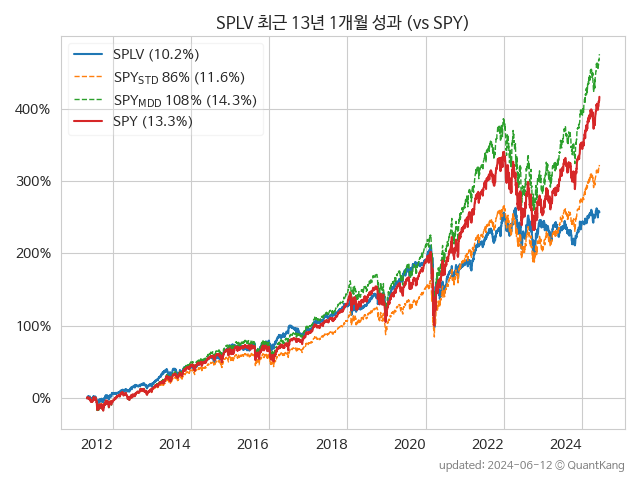 SPLV 최근 13년 1개월 성과 (vs SPY)
SPLV (10.2%)
SPY_STD 86% (11.6%)
SPY_MDD 108% (14.3%)
SPY (13.3%)
400%
300%
200%
100%
0%
2012 2014 2016 2018 2020 2022 2024
updated: 2024-06-12 © QuantKang